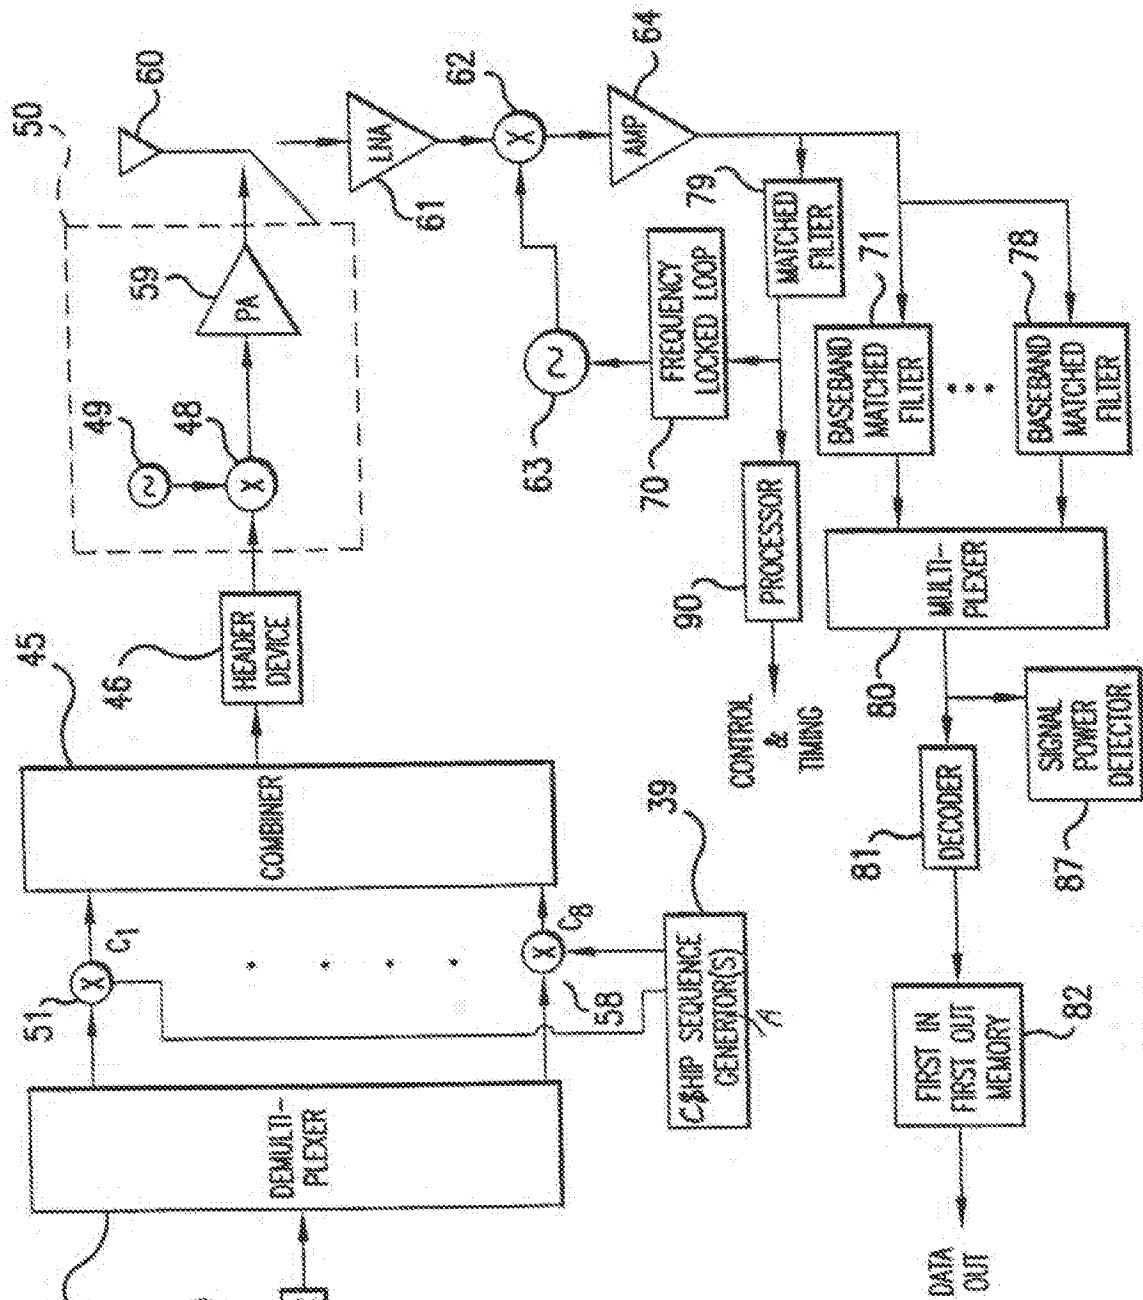 50
60
49
59
48
PA
45
46
HEADER
DEVICE
LNA
61
62
64
AMP
63
FREQUENCY
LOCKED LOOP
70
79
MATCHED
FILTER
71
BASEBAND
MATCHED
FILTER
78
BASEBAND
MATCHED
FILTER
90
PROCESSOR
CONTROL
&
TIMING
MULTI-
PLEXER
80
COMBINER
C1
C8
51
58
39
CHIP SEQUENCE
GENERTOR(S)
A
DEMULTI-
PLEXER
81
DECODER
SIGNAL
POWER
DETECTOR
87
FIRST IN
FIRST OUT
MEMORY
82
DATA
OUT
X
X
X
X